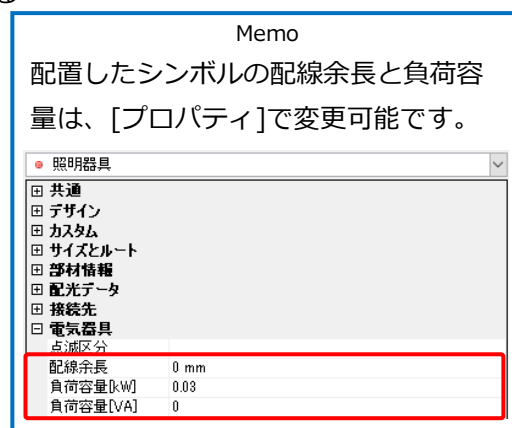 Memo
配置したシンボルの配線余長と負荷容
量は、[プロパティ]で変更可能です。
照明器具
共通
デザイン
カスタム
サイズとルート
部材情報
配光データ
接続先
電気器具
点滅区分
配線余長 0 mm
負荷容量[kW] 0.03
負荷容量[VA] 0